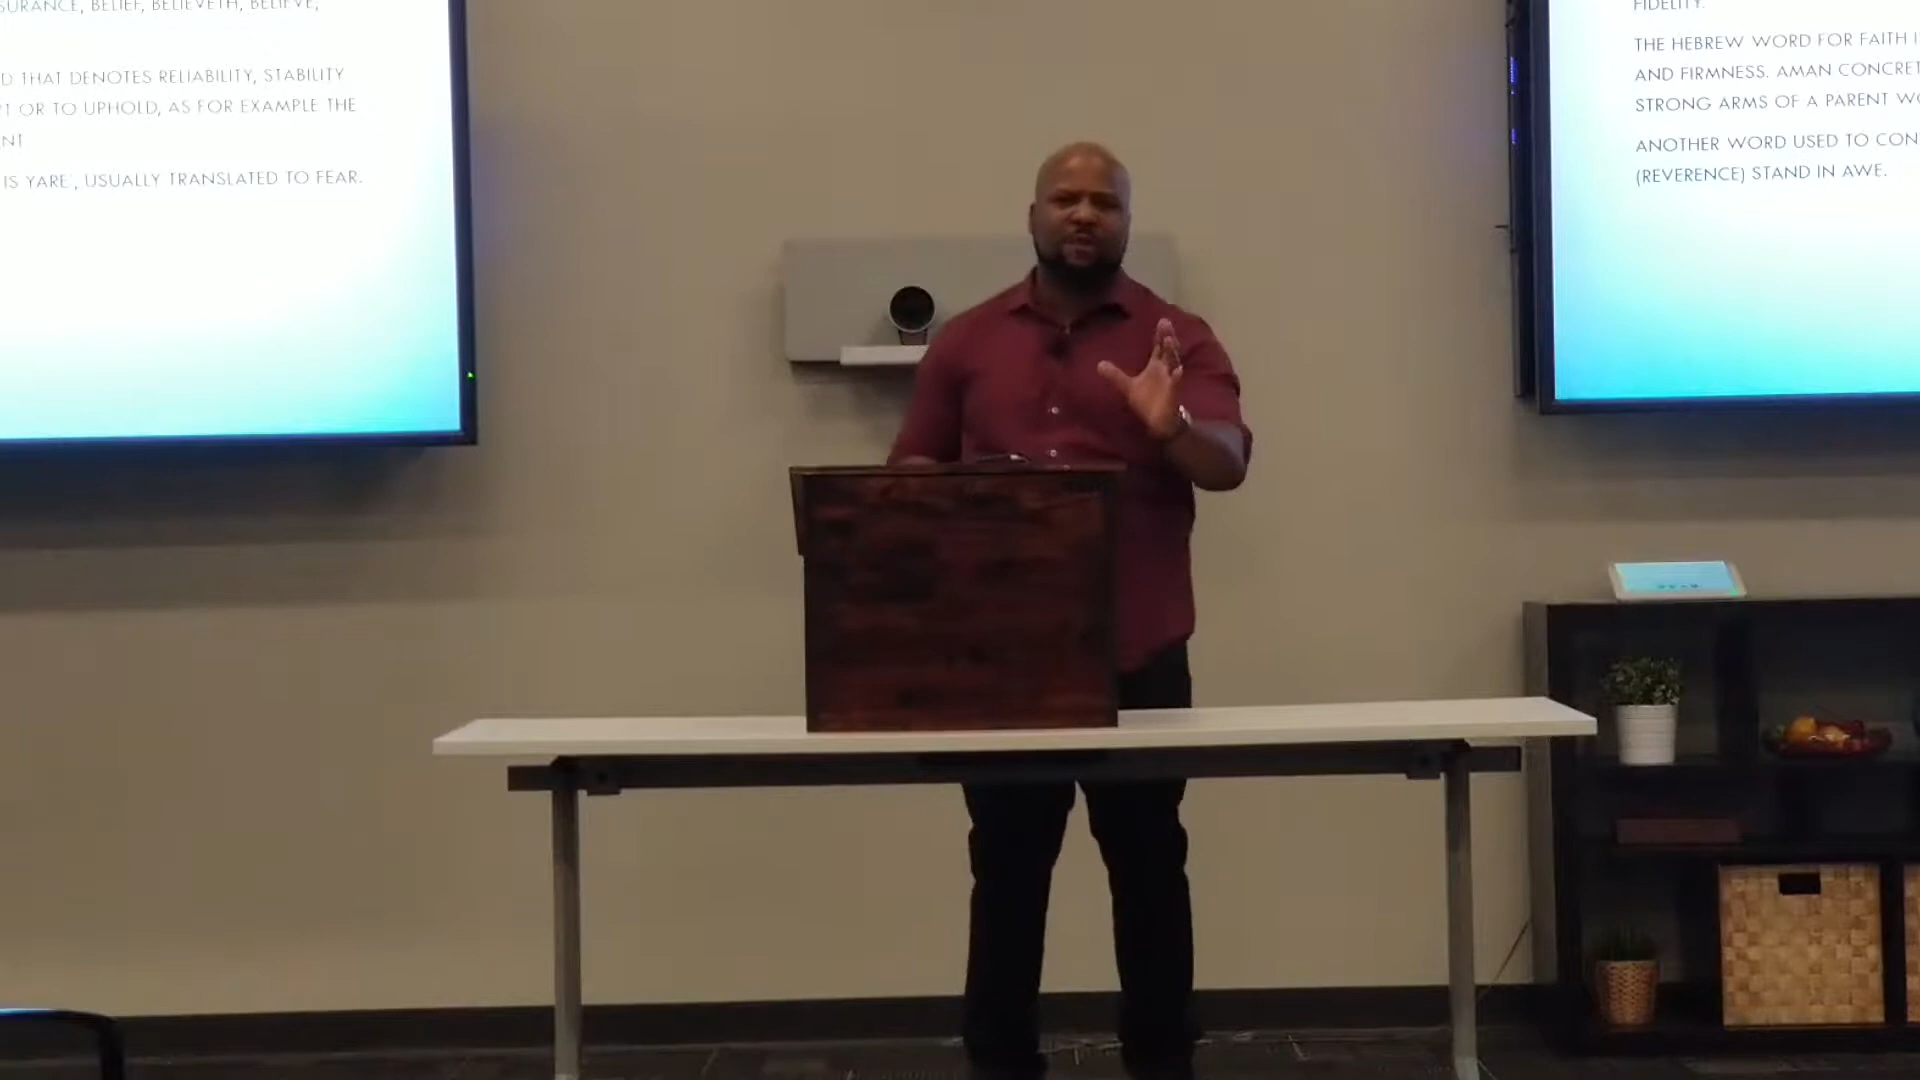 SURANCE, BELIEF, BELIEVETH, BELIEVE,
D THAT DENOTES RELIABILITY, STABILITY
OR TO UPHOLD, AS FOR EXAMPLE THE
NT
IS YARE', USUALLY TRANSLATED TO FEAR.
FIDELITY.
THE HEBREW WORD FOR FAITH I
AND FIRMNESS. AMAN CONCRET
STRONG ARMS OF A PARENT WO
ANOTHER WORD USED TO CON
(REVERENCE) STAND IN AWE.